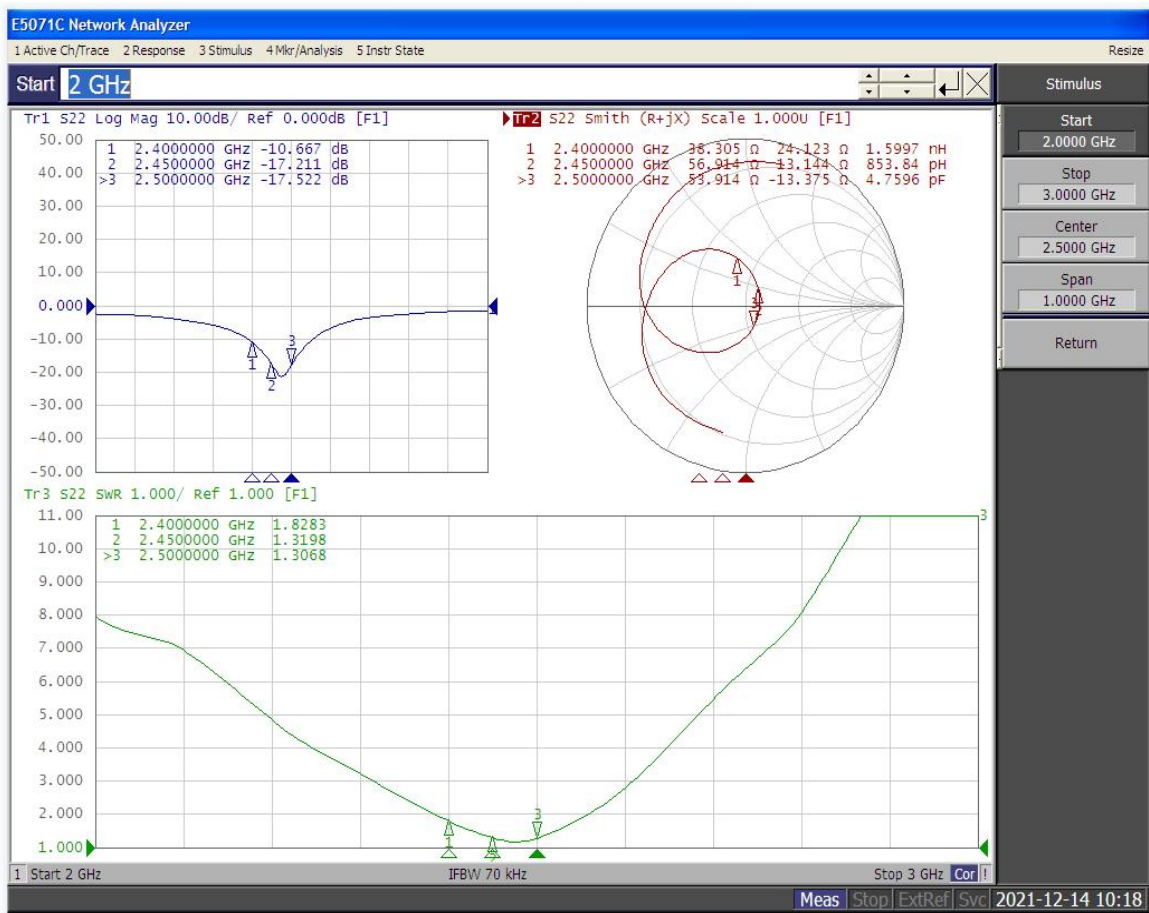 E5071C Network Analyzer
1 Active Ch/Trace 2 Response 3 Stimulus 4 Mkr/Analysis 5 Instr State Resize
Start 2 GHz
Stimulus
Start
2.0000 GHz
Stop
3.0000 GHz
Center
2.5000 GHz
Span
1.0000 GHz
Return
Tr1 S22 Log Mag 10.00dB/ Ref 0.000dB [F1]
50.00
40.00
30.00
20.00
10.00
0.000
-10.00
-20.00
-30.00
-40.00
-50.00
1 2.4000000 GHz -10.667 dB
2 2.4500000 GHz -17.211 dB
>3 2.5000000 GHz -17.522 dB
1
2
3
Tr2 S22 Smith (R+jX) Scale 1.000U [F1]
1 2.4000000 GHz 38.305 Ω 24.123 Ω 1.5997 nH
2 2.4500000 GHz 56.914 Ω 13.144 Ω 853.84 pH
>3 2.5000000 GHz 53.914 Ω -13.375 Ω 4.7596 pF
1
3
Tr3 S22 SWR 1.000/ Ref 1.000 [F1]
11.00
10.00
9.000
8.000
7.000
6.000
5.000
4.000
3.000
2.000
1.000
1 2.4000000 GHz 1.8283
2 2.4500000 GHz 1.3198
>3 2.5000000 GHz 1.3068
1
3
3
1 Start 2 GHz IFBW 70 kHz Stop 3 GHz Cor !
Meas Stop ExtRef Svc 2021-12-14 10:18